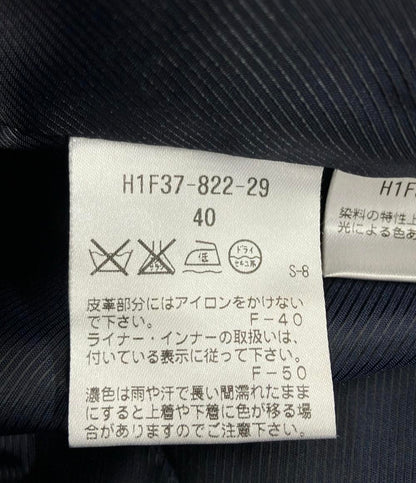 H1F37-822-29
40
エンソ
サラシ
低
ドライ
セキユ系
S-8
皮革部分にはアイロンをかけない
で下さい。 F-40
ライナー・インナーの取扱いは、
付いている表示に従って下さい。
F-50
濃色は雨や汗で長い間濡れたまま
にすると上着や下着に色が移る場
合がありますのでご注意下さい。
H1F
染料の特性上
光による色あ